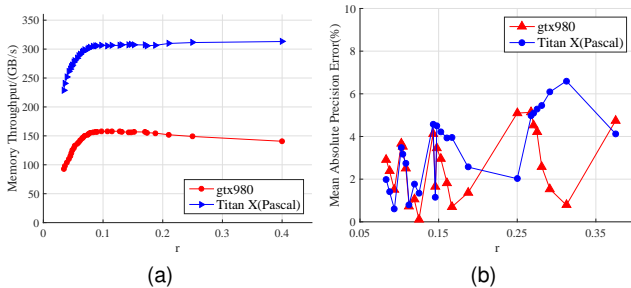 400
350
300
250
200
150
100
50
0
Memory Throughput/(GB/s)
gtx980
Titan X(Pascal)
0 0.1 0.2 0.3 0.4
r
(a)
10
8
6
4
2
0
Mean Absolute Precision Error(%)
gtx980
Titan X(Pascal)
0.05 0.15 0.25 0.35
r
(b)